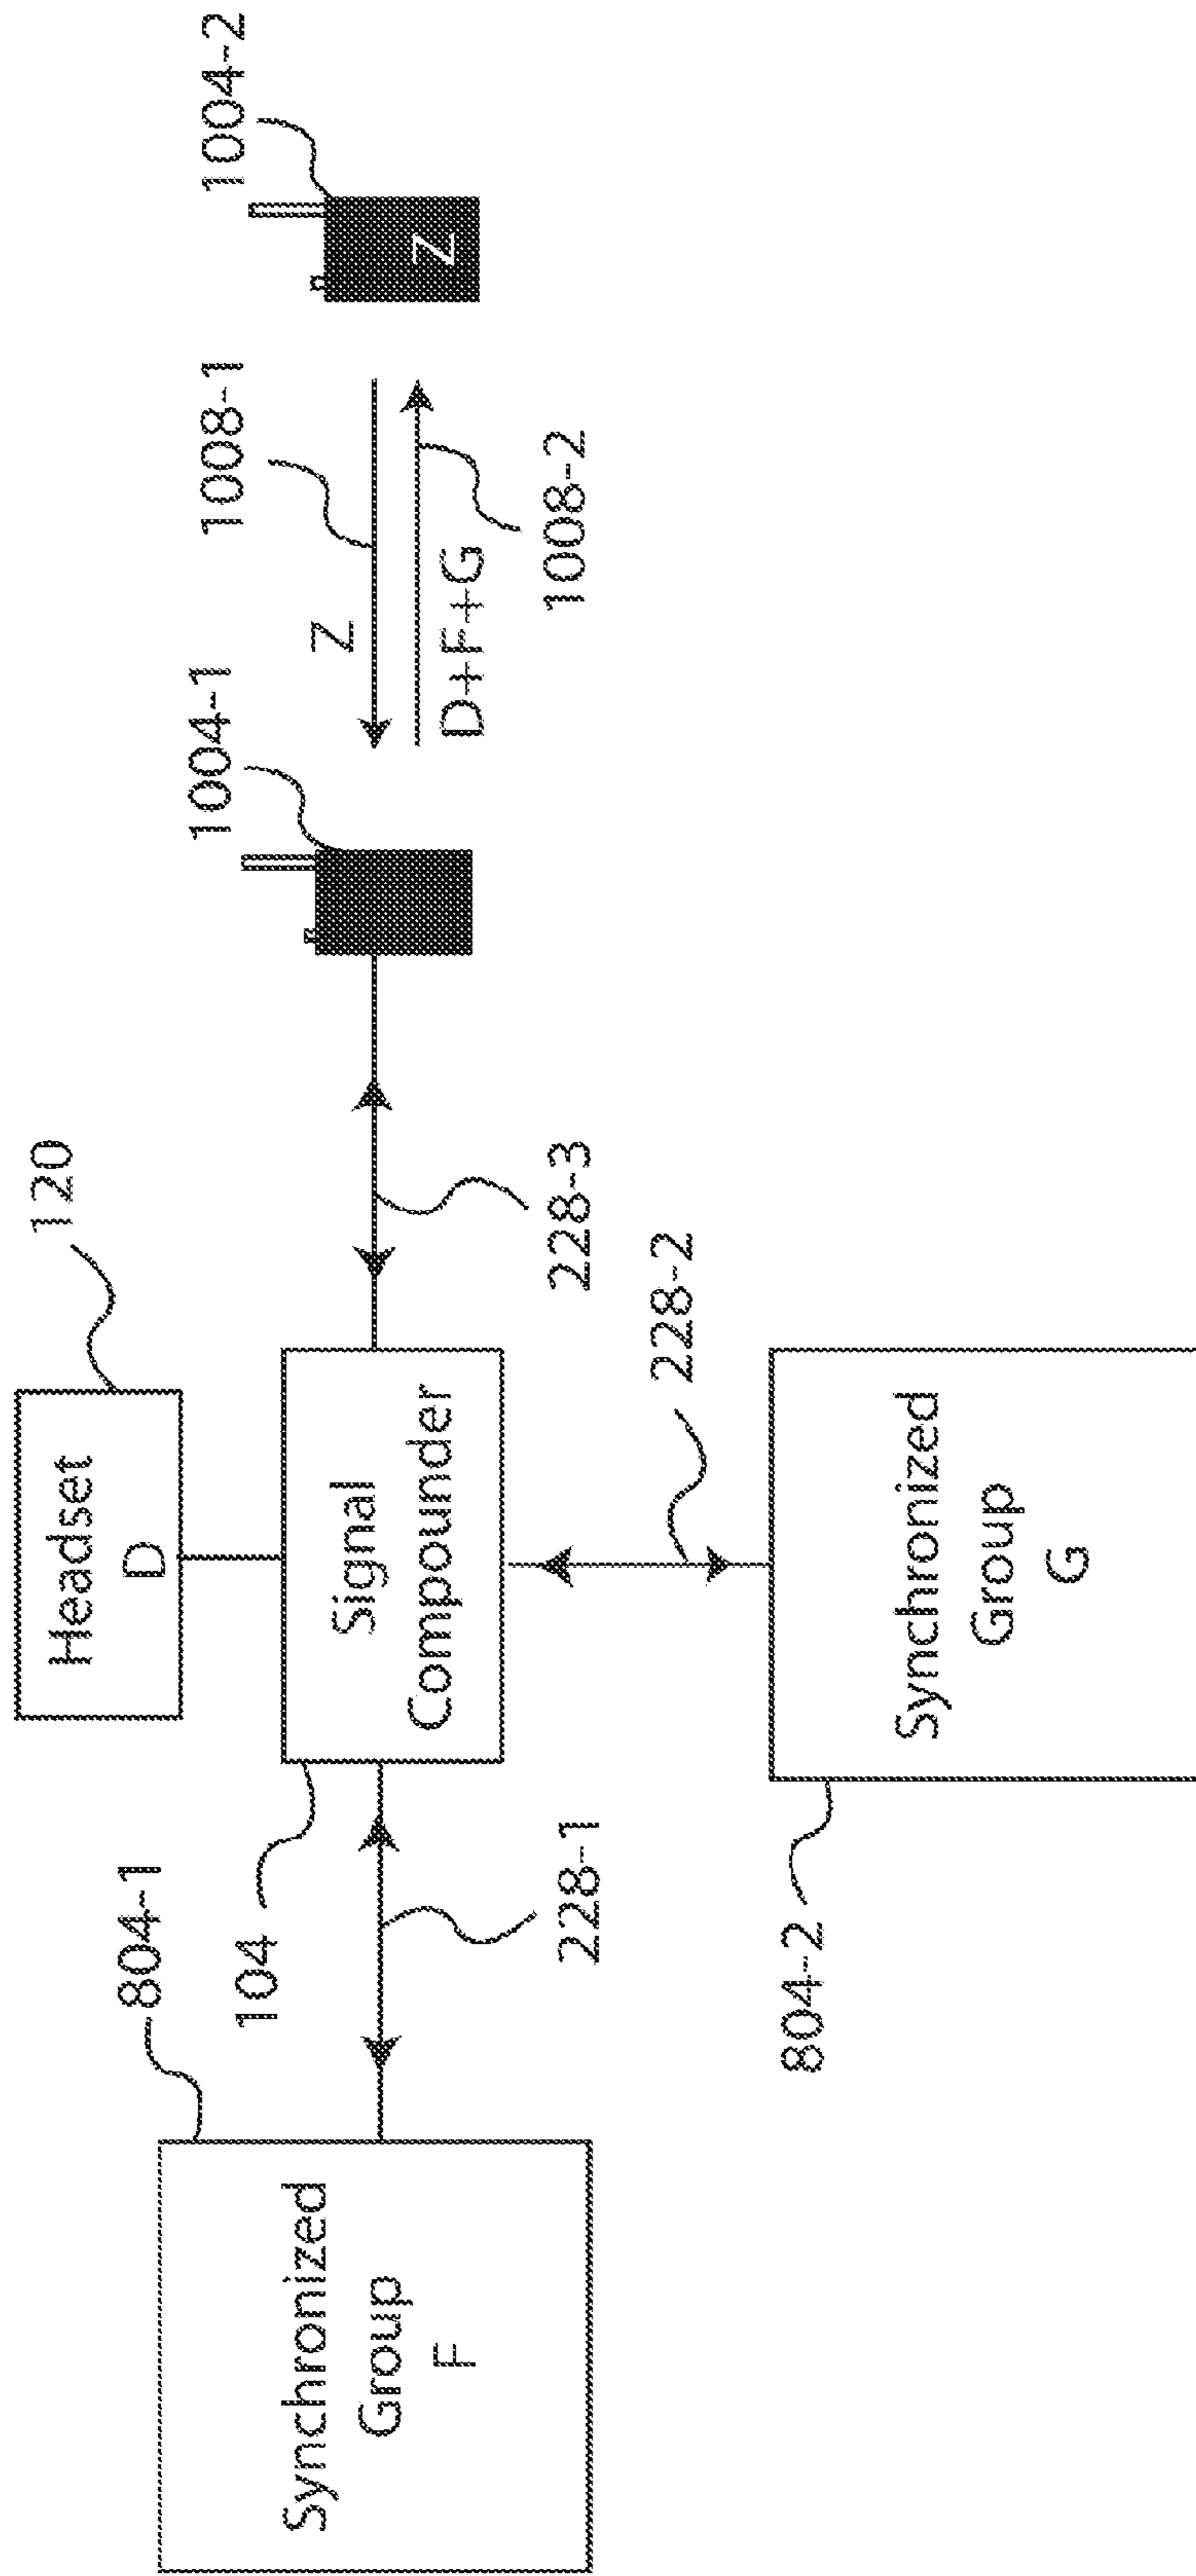 Headset
D
120
1004-1
1008-1
1004-2
Z
Z
D+F+G
1008-2
804-1
104
Signal
Compounder
228-3
Synchronized
Group
F
228-1
228-2
804-2
Synchronized
Group
G